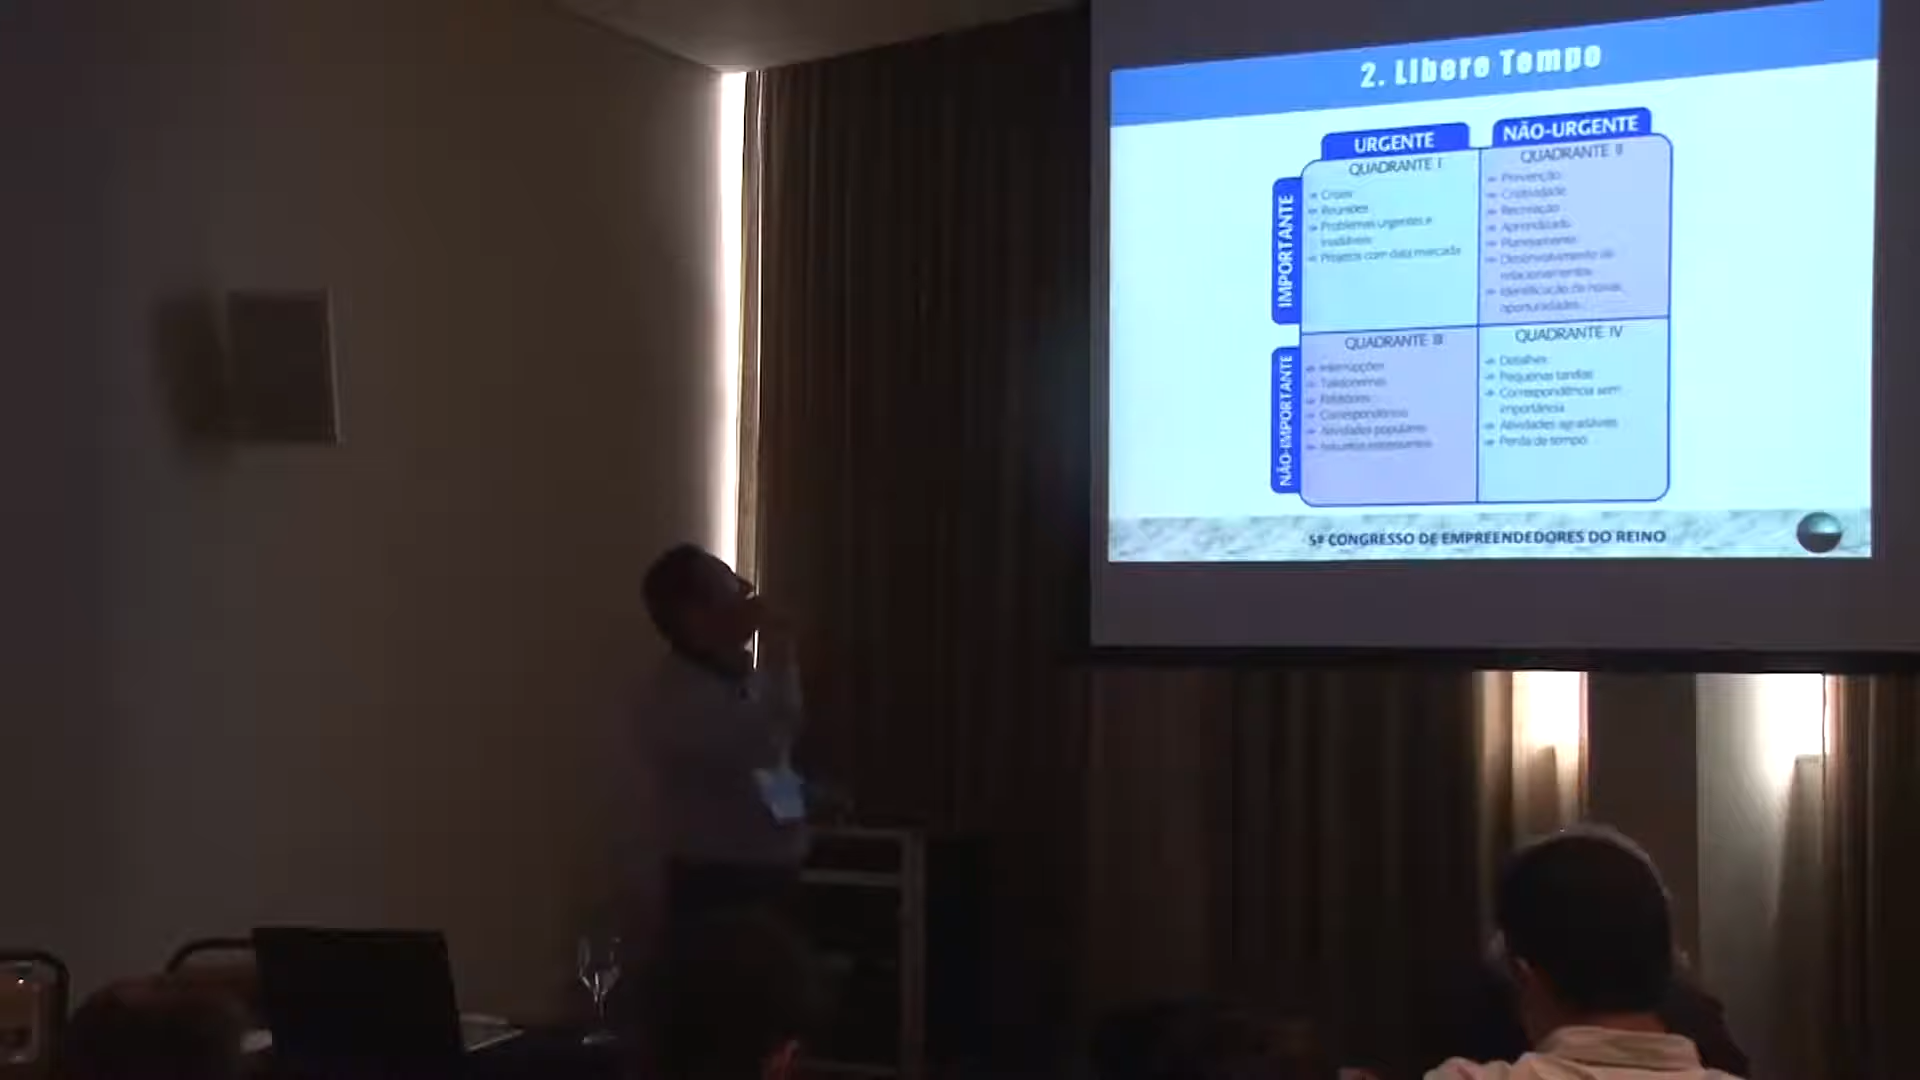 2. Libere Tempo
URGENTE
NÃO-URGENTE
IMPORTANTE
QUADRANTE I
Crises
Reuniões
Problemas urgentes e
inadiáveis
Projetos com data marcada
QUADRANTE II
Prevenção
Criatividade
Recreação
Aprendizado
Planejamento
Desenvolvimento de
relacionamentos
Identificação de novas
oportunidades
NÃO-IMPORTANTE
QUADRANTE III
Interrupções
Telefonemas
Relatórios
Correspondência
Atividades populares
QUADRANTE IV
Detalhes
Pequenas tarefas
Correspondência sem
importância
Atividades agradáveis
Perda de tempo
5º CONGRESSO DE EMPREENDEDORES DO REINO